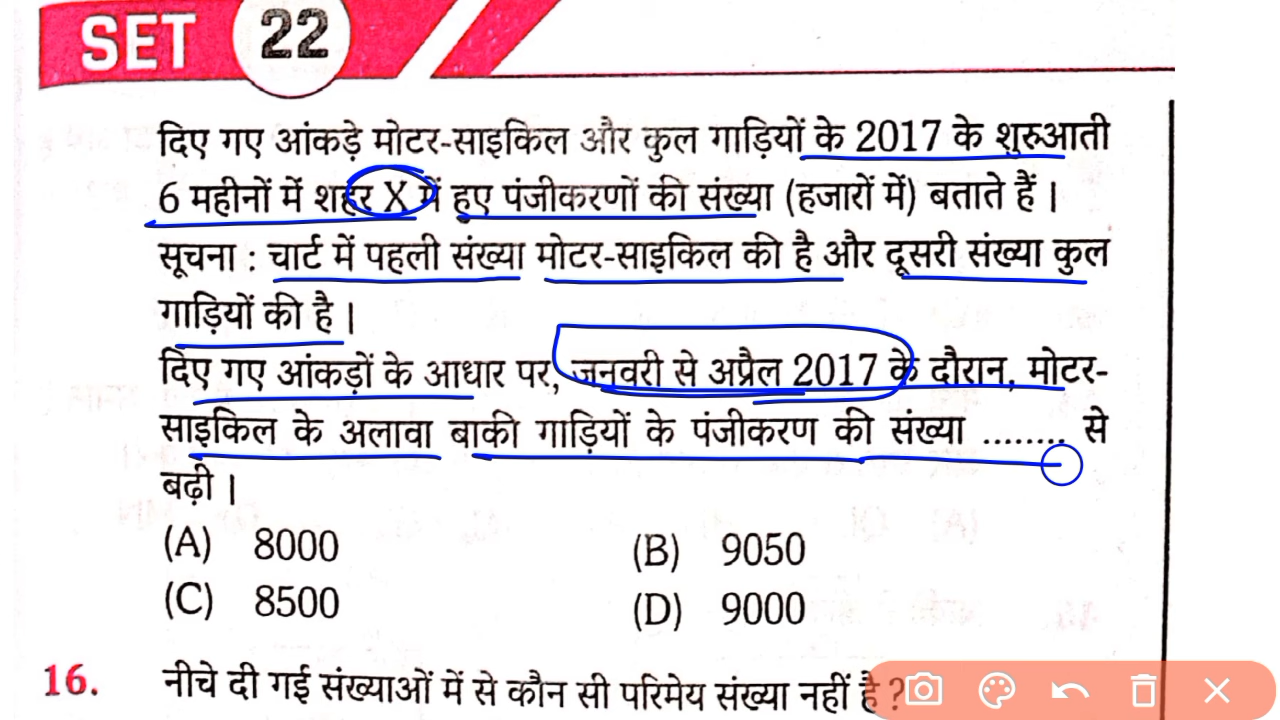 SET 22
दिए गए आंकड़े मोटर-साइकिल और कुल गाड़ियों के 2017 के शुरुआती
6 महीनों में शहर X में हुए पंजीकरणों की संख्या (हजारों में) बताते हैं |
सूचना : चार्ट में पहली संख्या मोटर-साइकिल की है और दूसरी संख्या कुल
गाड़ियों की है |
दिए गए आंकड़ों के आधार पर, जनवरी से अप्रैल 2017 के दौरान, मोटर-
साइकिल के अलावा बाकी गाड़ियों के पंजीकरण की संख्या ........ से
बढ़ी |
(A) 8000 (B) 9050
(C) 8500 (D) 9000
16. नीचे दी गई संख्याओं में से कौन सी परिमेय संख्या नहीं है ?